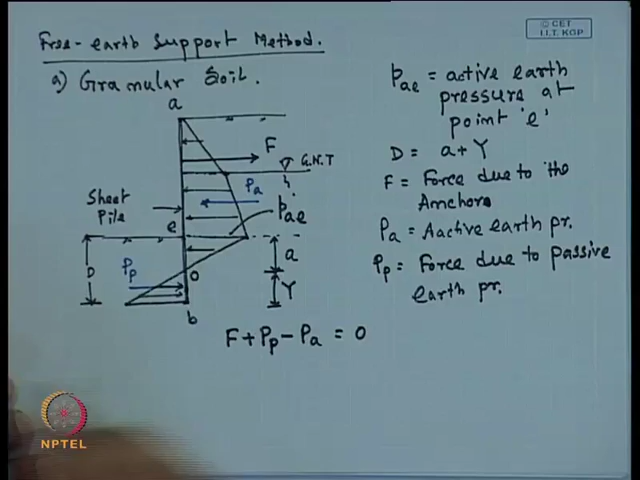 Free-earth Support Method.
a) Granular Soil.
© CET
I.I.T. KGP
a
F
G.W.T
Pa
Sheet
Pile
e
pae
D
a
Pp
o
Y
b
F + Pp - Pa = 0
pae = active earth
pressure at
point 'e'
D = a + Y
F = Force due to the
Anchors
Pa = Aactive earth pr.
Pp = Force due to passive
earth pr.
NPTEL